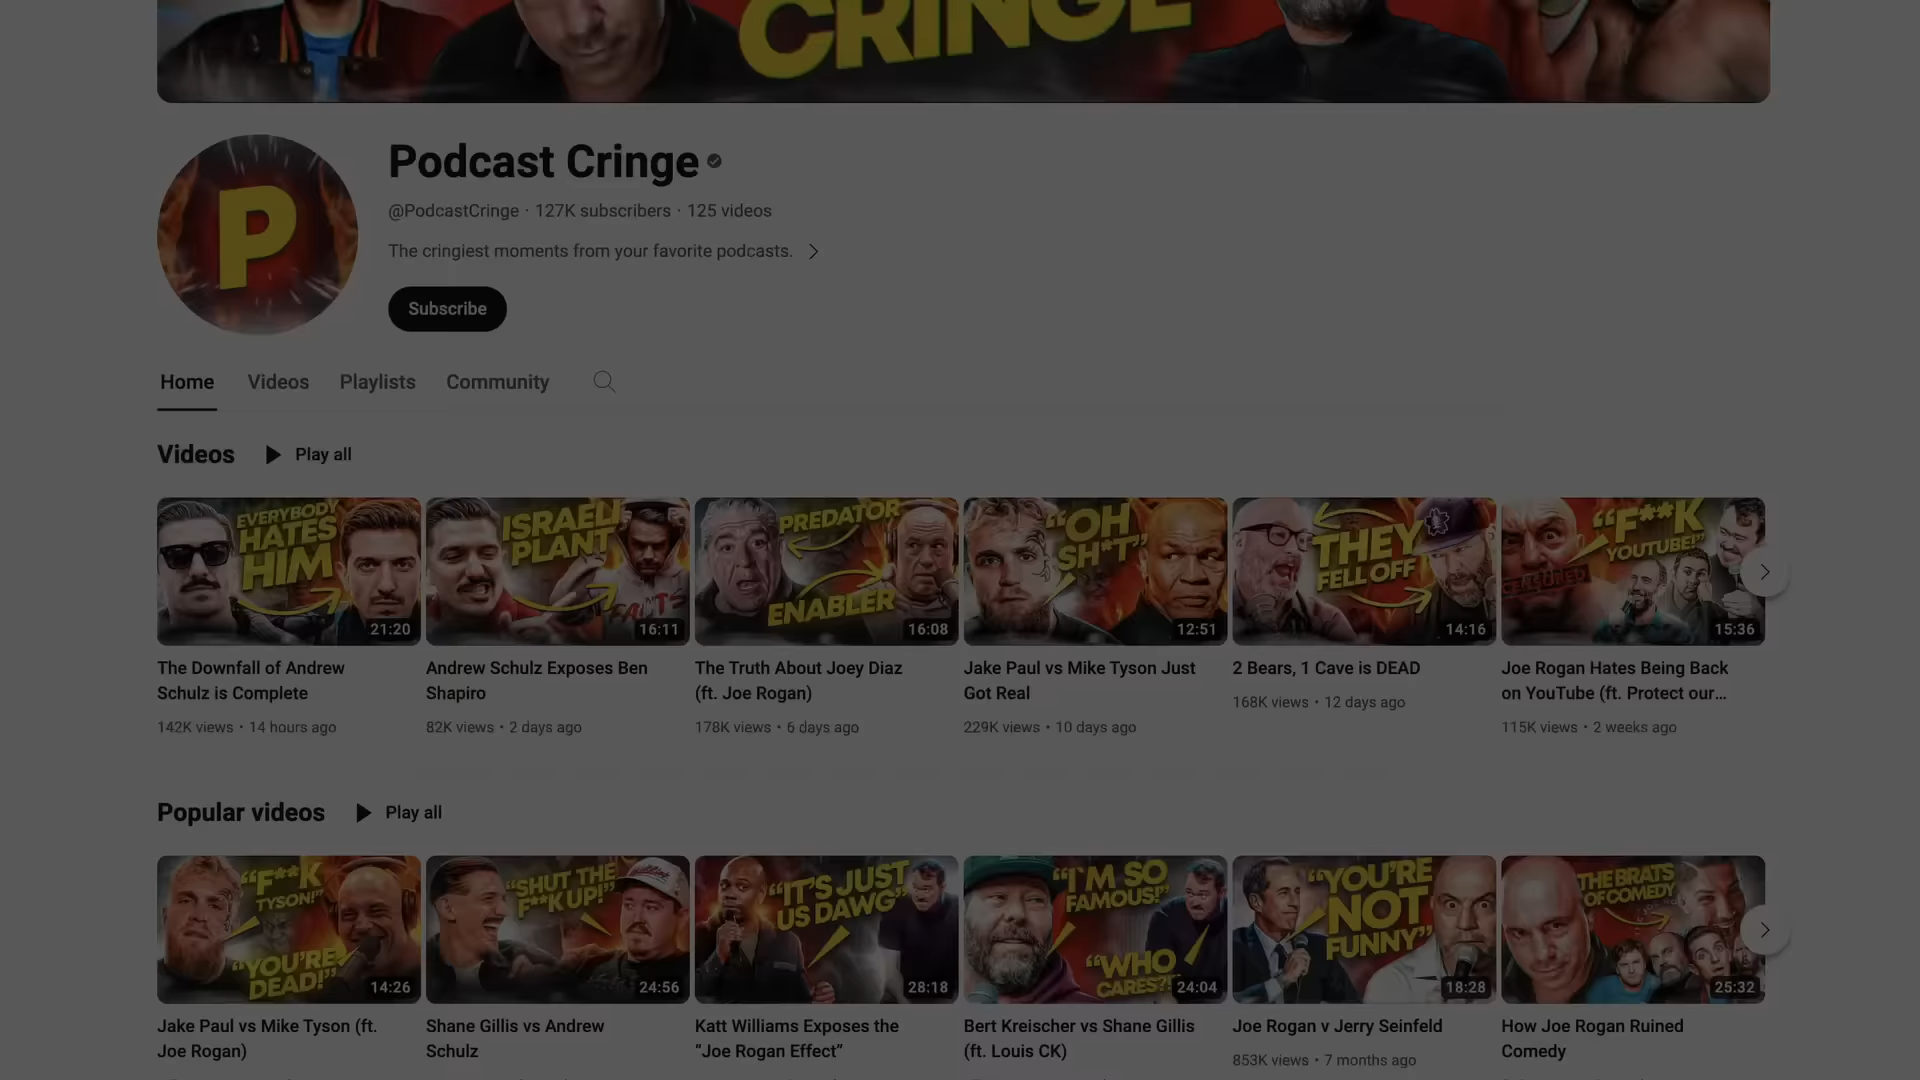 CRINGE
P
Podcast Cringe
@PodcastCringe · 127K subscribers · 125 videos
The cringiest moments from your favorite podcasts.
Subscribe
Home Videos Playlists Community
Videos Play all
EVERYBODY
HATES
HIM
21:20
ISRAELI
PLANT
16:11
PREDATOR
ENABLER
16:08
“OH
SH*T”
12:51
THEY
FELL OFF
14:16
“F**K
YOUTUBE!”
CENSORED
15:36
The Downfall of Andrew
Schulz is Complete
142K views • 14 hours ago
Andrew Schulz Exposes Ben
Shapiro
82K views • 2 days ago
The Truth About Joey Diaz
(ft. Joe Rogan)
178K views • 6 days ago
Jake Paul vs Mike Tyson Just
Got Real
229K views • 10 days ago
2 Bears, 1 Cave is DEAD
168K views • 12 days ago
Joe Rogan Hates Being Back
on YouTube (ft. Protect our...
115K views • 2 weeks ago
Popular videos Play all
“F**K
TYSON!”
“YOU’RE
DEAD!”
14:26
“SHUT THE
F**K UP!”
24:56
“IT’S JUST
US DAWG”
28:18
“I’M SO
FAMOUS!”
“WHO
CARES?!”
24:04
“YOU’RE
NOT
FUNNY”
18:28
THE BRATS
OF COMEDY
25:32
Jake Paul vs Mike Tyson (ft.
Joe Rogan)
Shane Gillis vs Andrew
Schulz
Katt Williams Exposes the
“Joe Rogan Effect”
Bert Kreischer vs Shane Gillis
(ft. Louis CK)
Joe Rogan v Jerry Seinfeld
853K views • 7 months ago
How Joe Rogan Ruined
Comedy